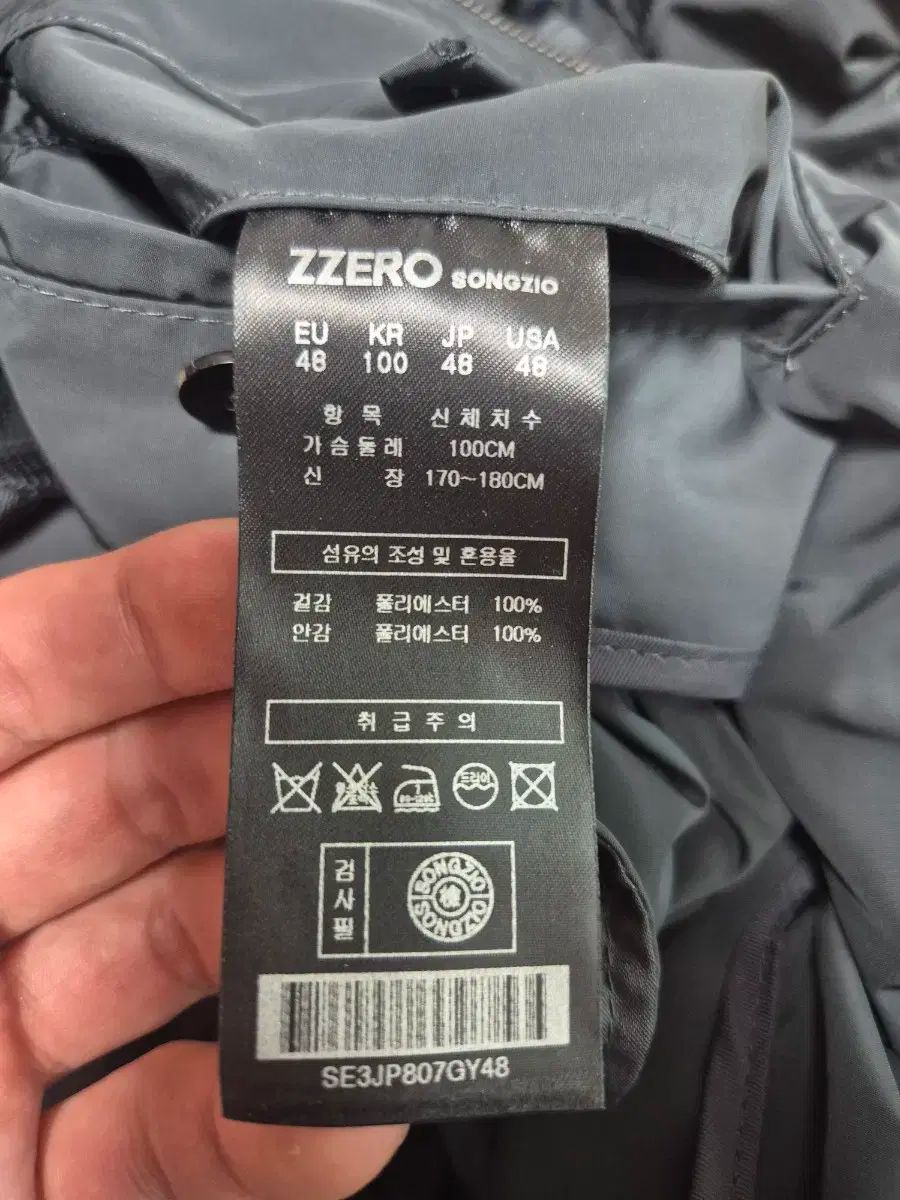 ZZERO SONGZIO
EU KR JP USA
48 100 48 48
항 목 신체치수
가슴둘레 100CM
신 장 170~180CM
섬유의 조성 및 혼용율
겉감 폴리에스터 100%
안감 폴리에스터 100%
취급주의
드라이
검사필
SONGZIO
SONGZIO
SE3JP807GY48